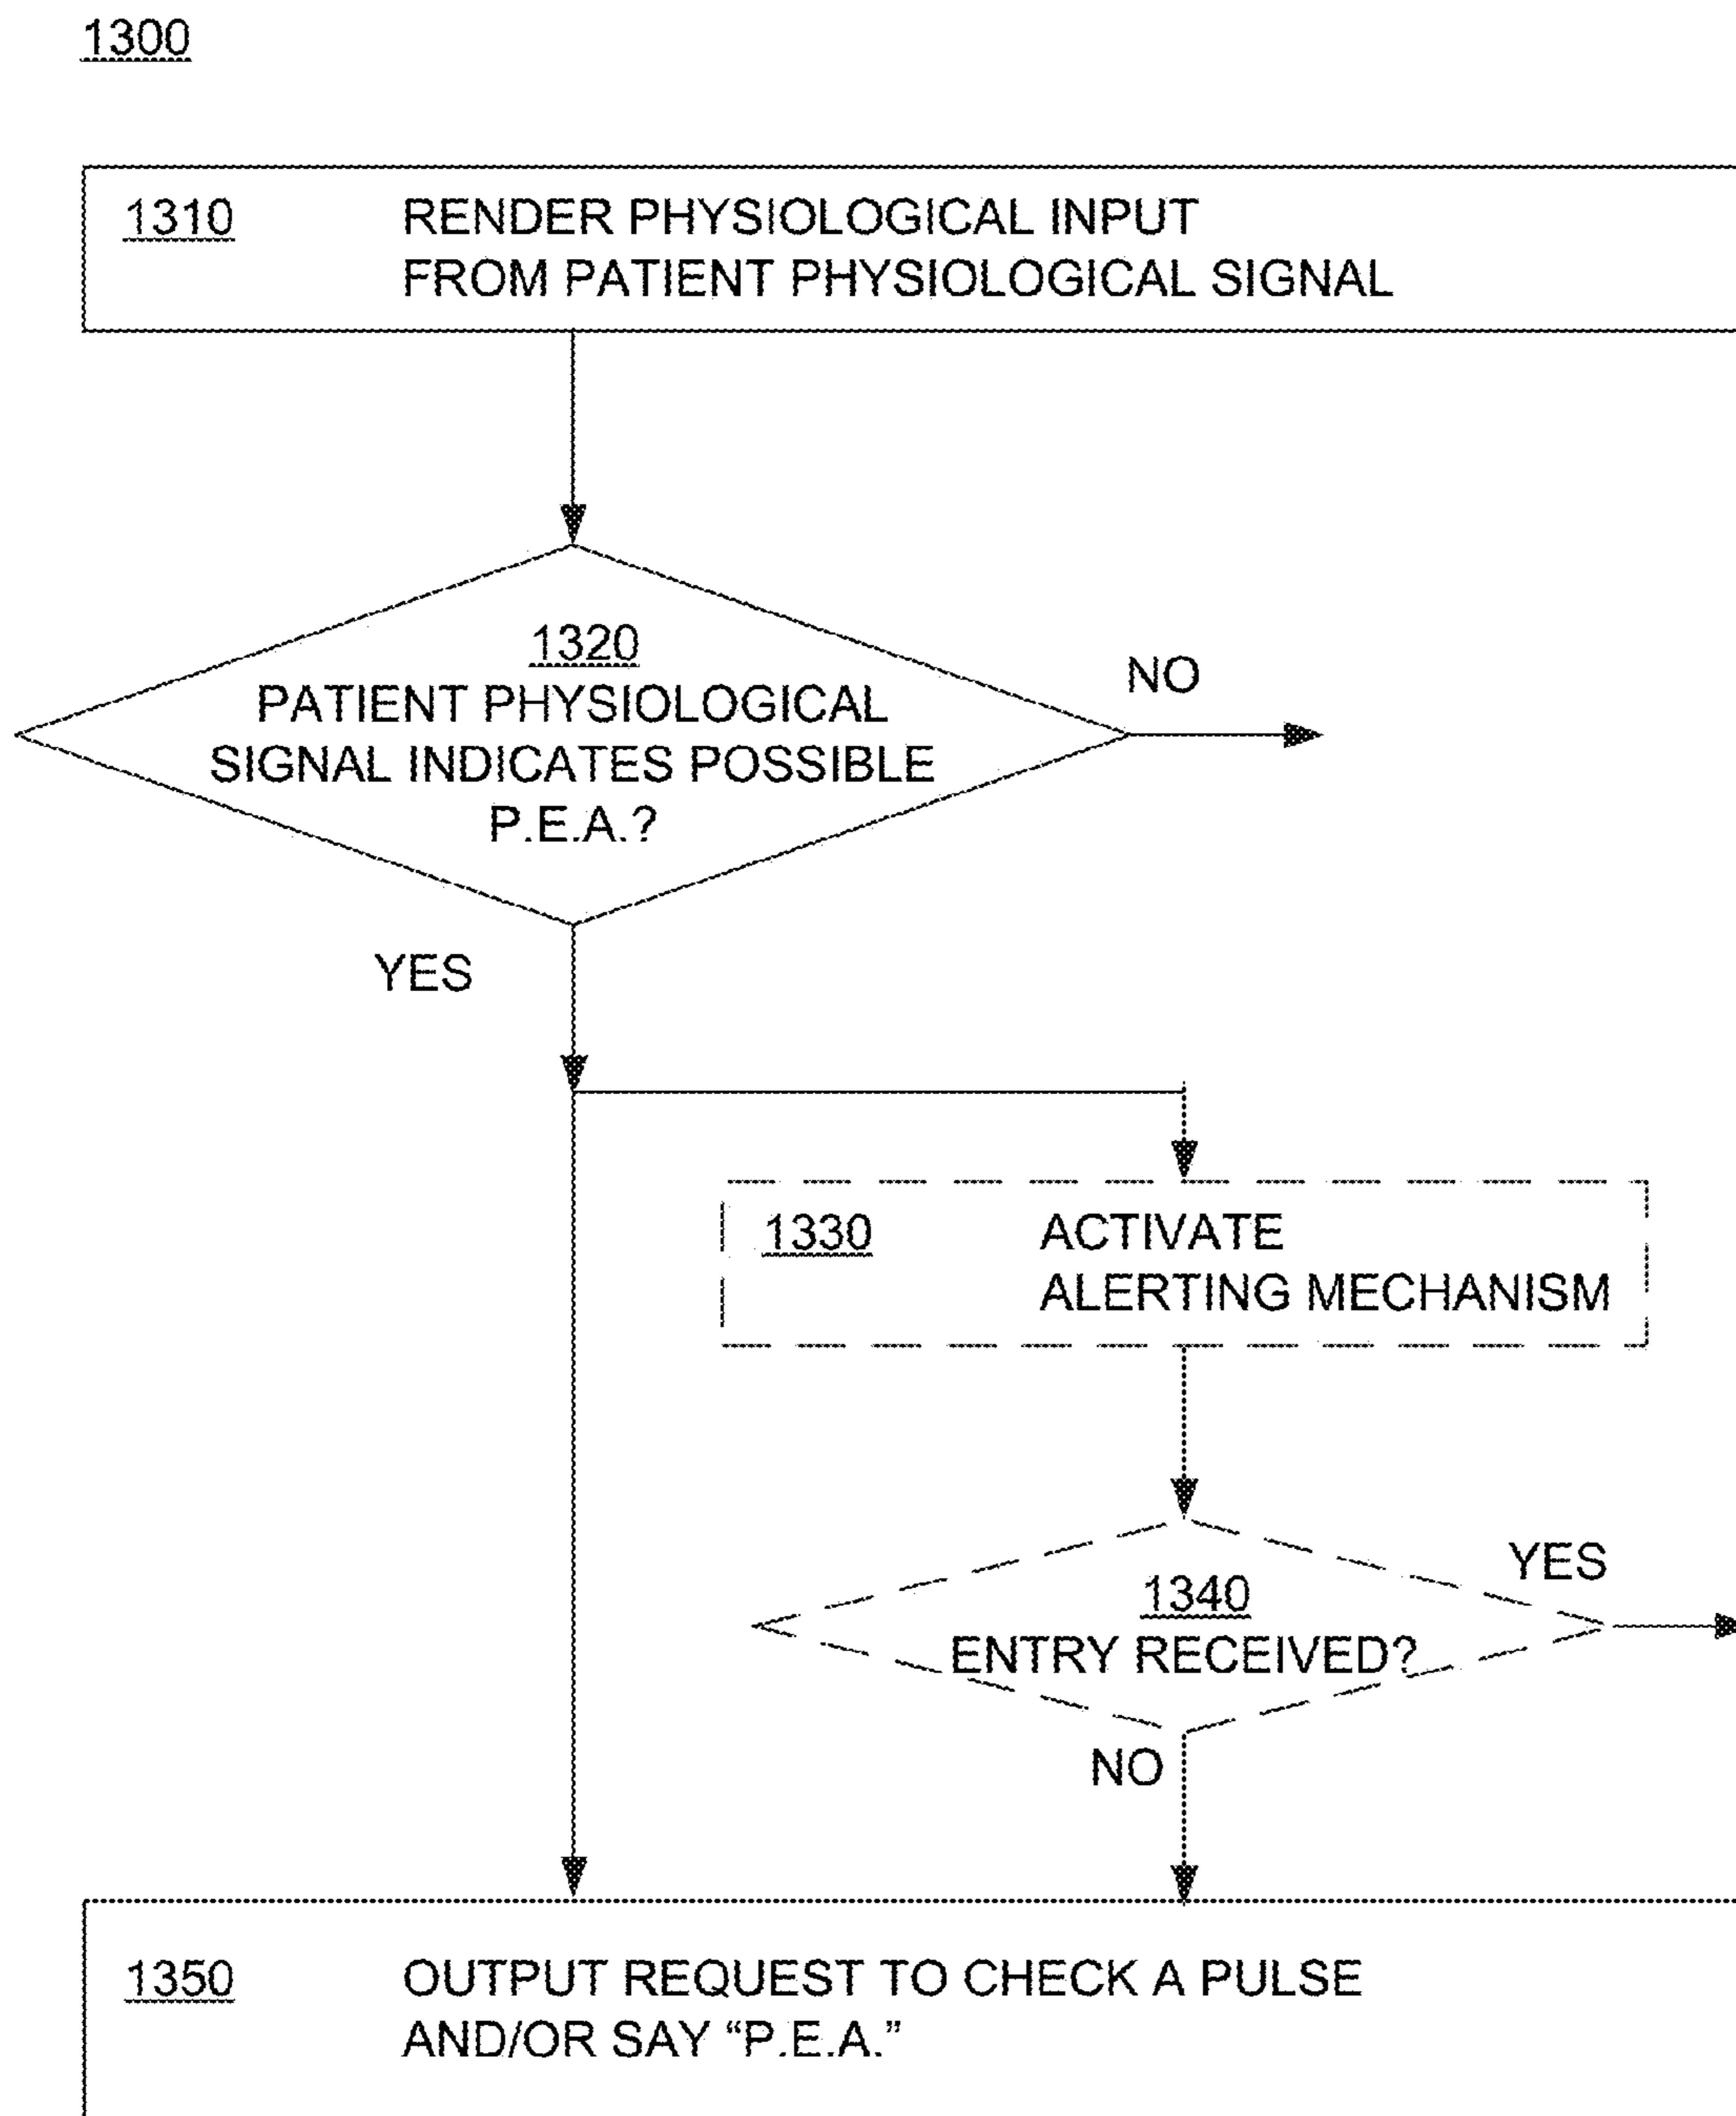 1300
1310 RENDER PHYSIOLOGICAL INPUT
FROM PATIENT PHYSIOLOGICAL SIGNAL
1320
PATIENT PHYSIOLOGICAL
SIGNAL INDICATES POSSIBLE
P.E.A.?
NO
YES
1330 ACTIVATE
ALERTING MECHANISM
1340
ENTRY RECEIVED?
YES
NO
1350 OUTPUT REQUEST TO CHECK A PULSE
AND/OR SAY “P.E.A.”